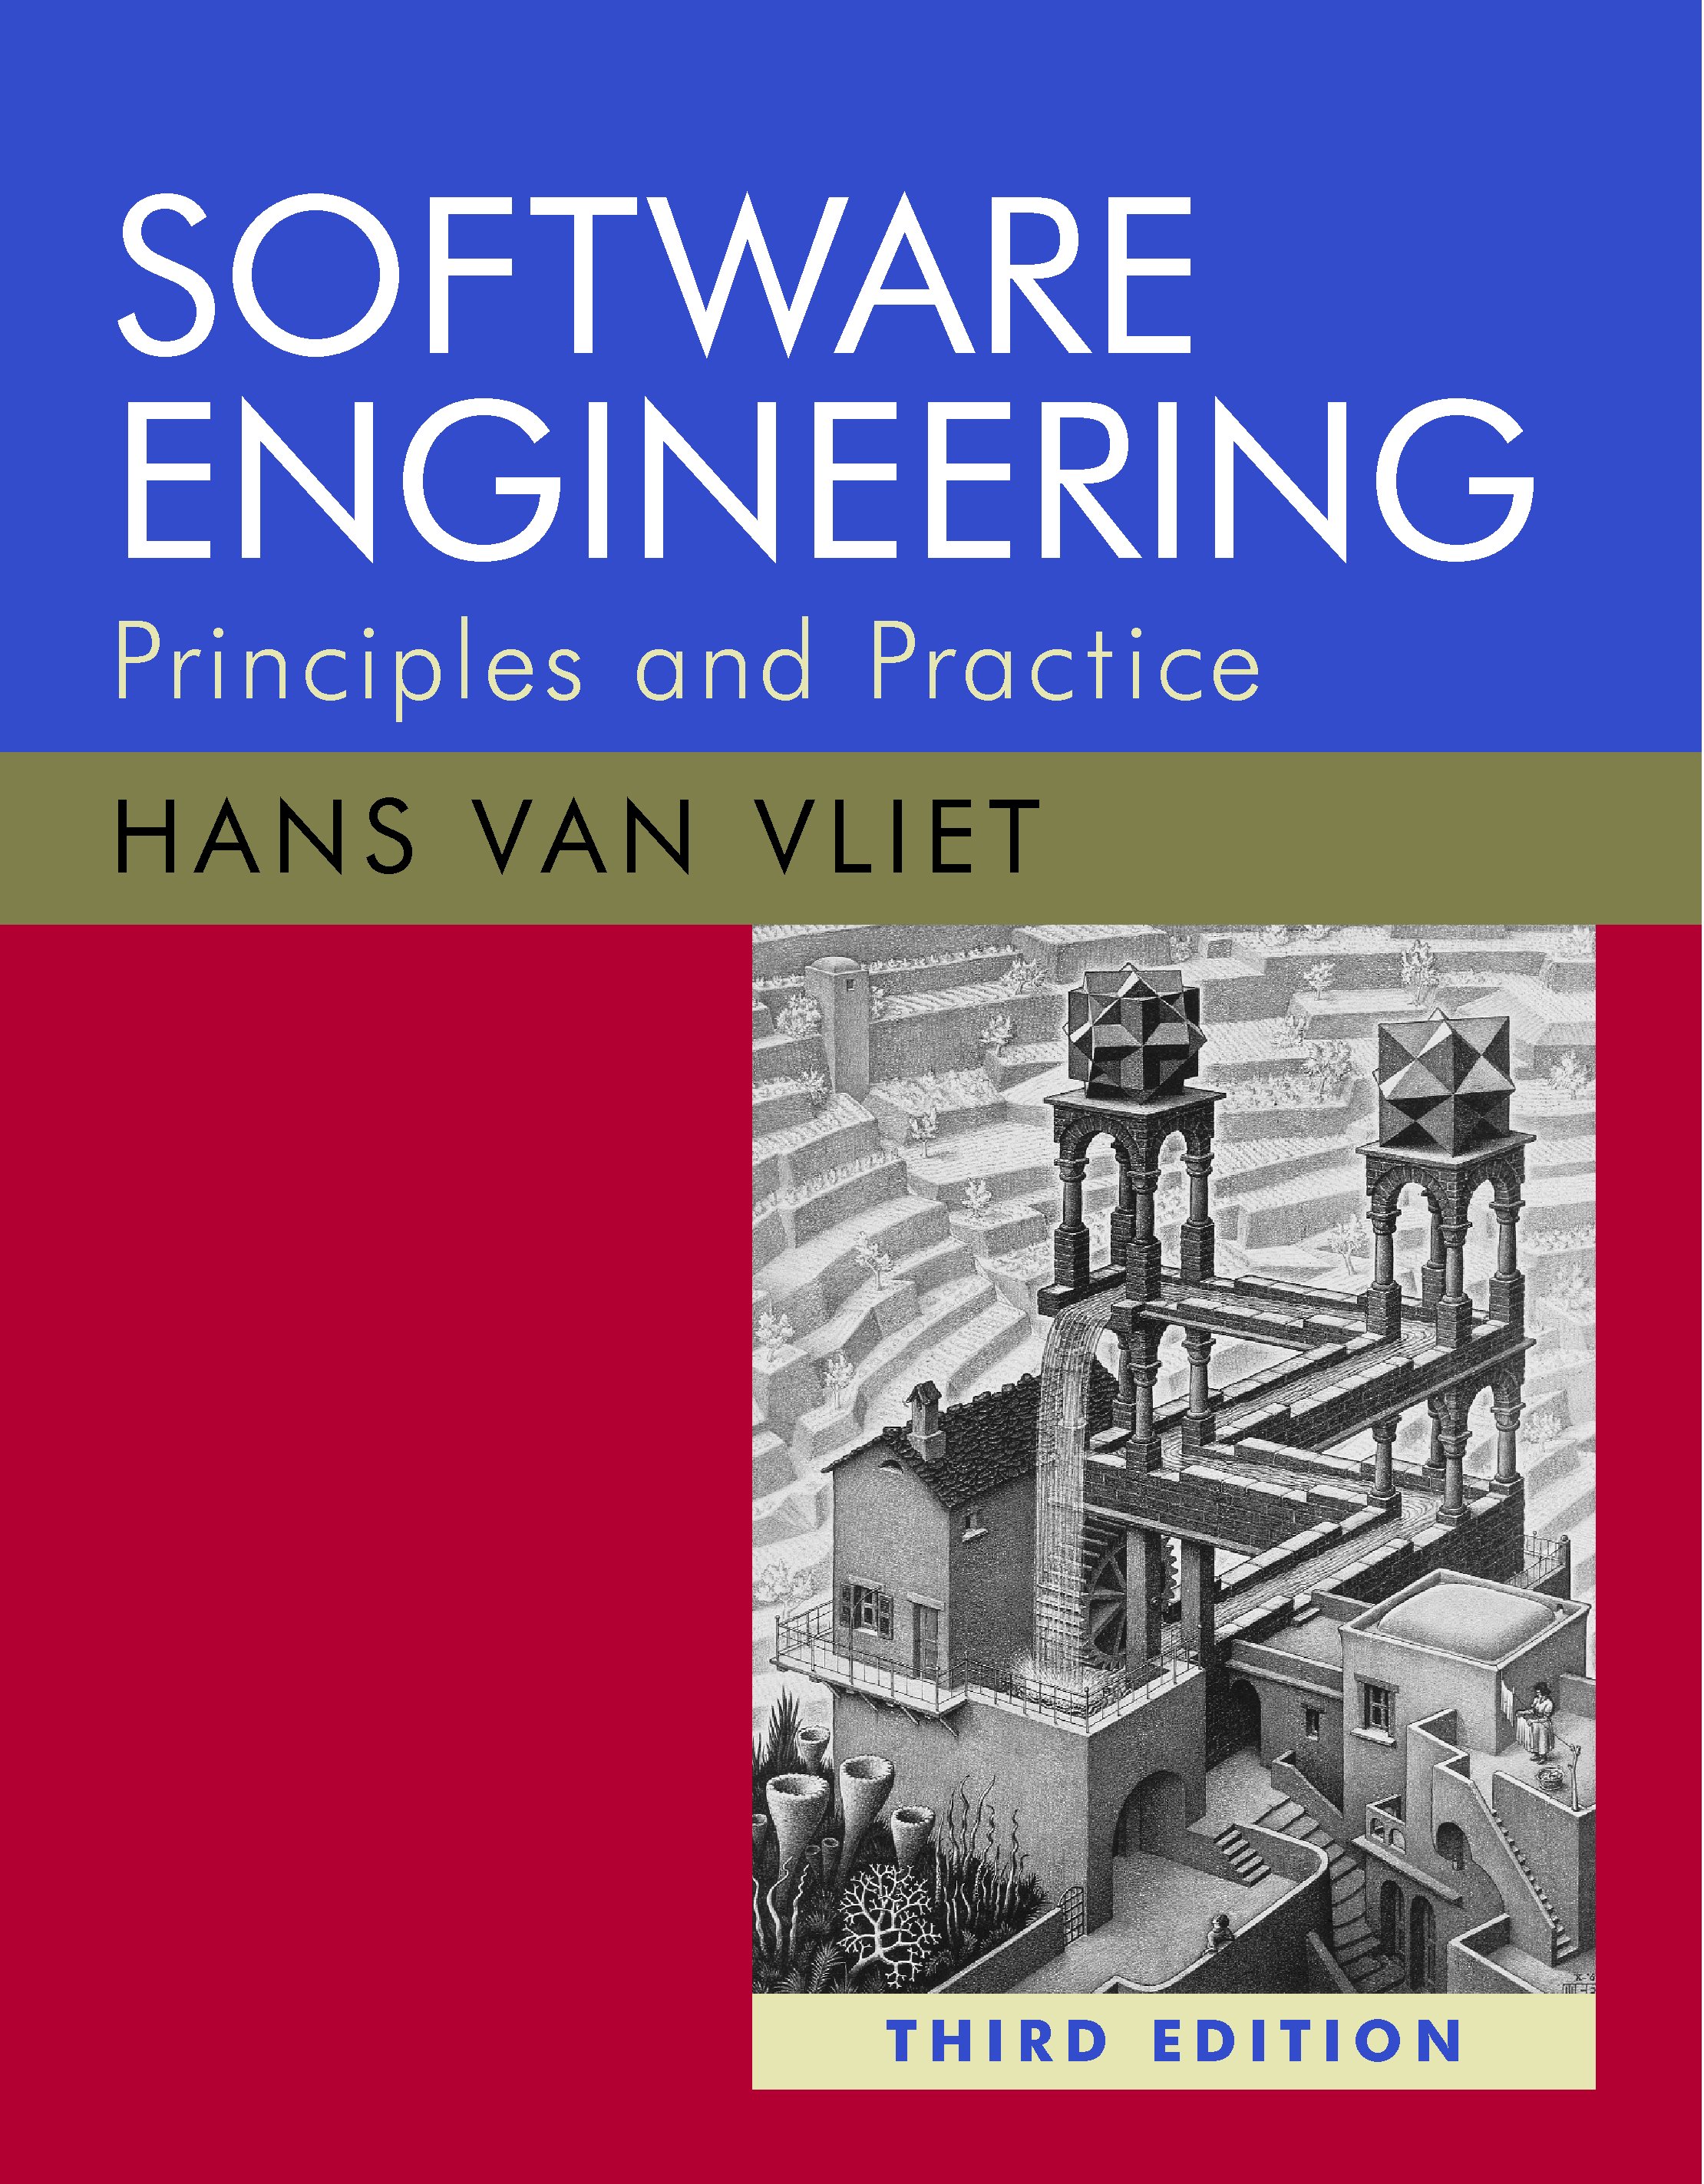 SOFTWARE
ENGINEERING
Principles and Practice
HANS VAN VLIET
THIRD EDITION